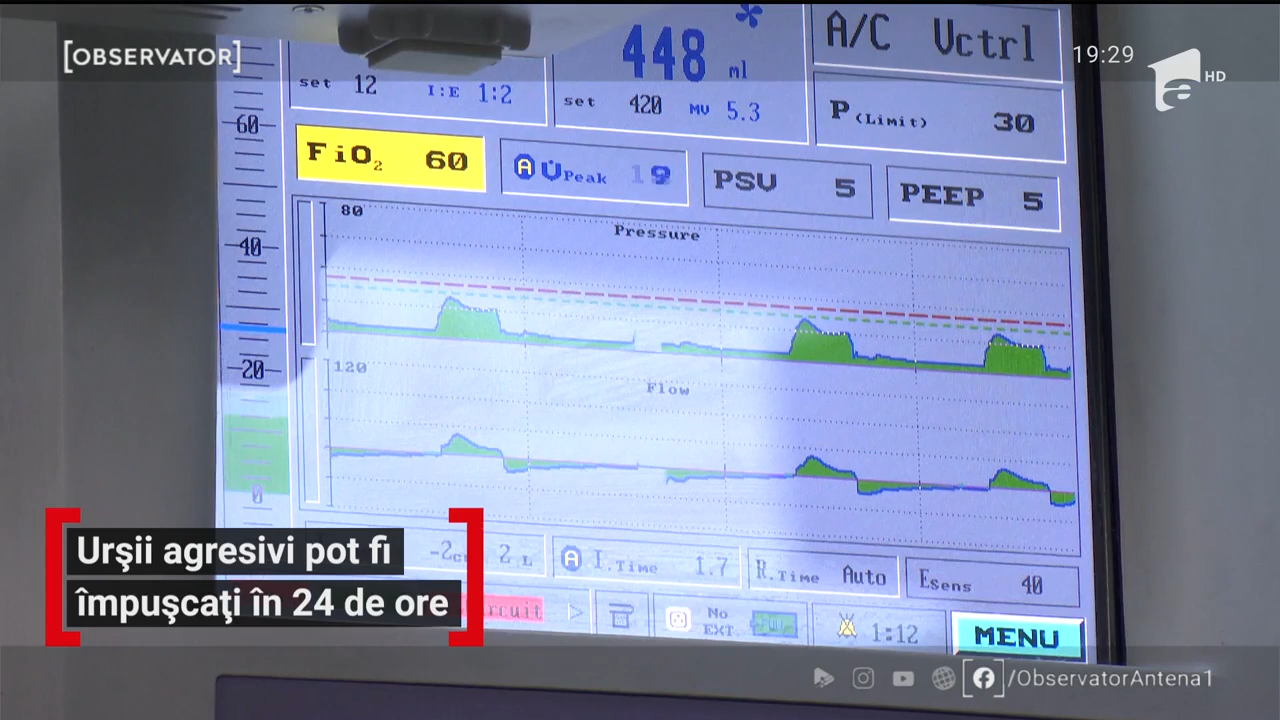 [OBSERVATOR]
19:29
HD
448 ml
A/C Vctrl
set 12 I:E 1:2
set 420 MV 5.3
P (Limit) 30
60
FiO2 60
A V̇Peak
PSV 5
PEEP 5
80
Pressure
40
20
120
Flow
0
A I.Time 1.7
R.Time Auto
Esens 40
No
EXT
1:12
MENU
Urşii agresivi pot fi
împuşcaţi în 24 de ore
/ObservatorAntena1